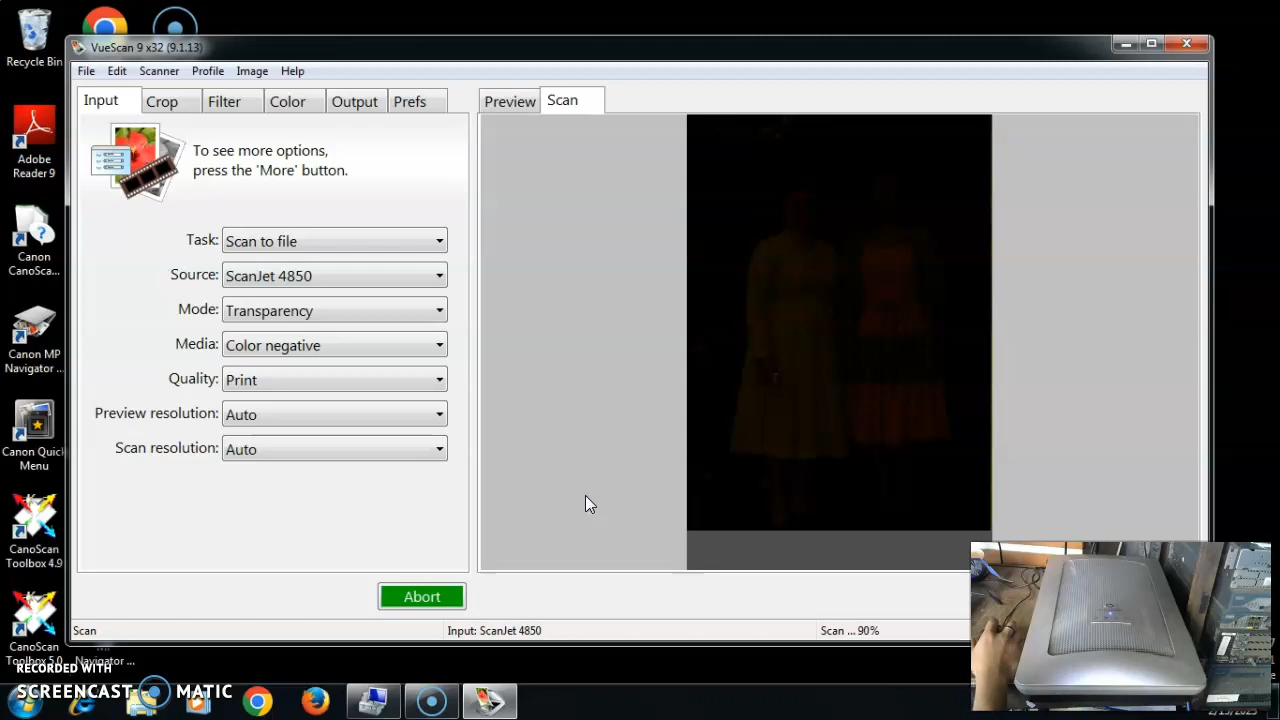 VueScan 9 x32 (9.1.13)
Recycle Bin
File Edit Scanner Profile Image Help
Input Crop Filter Color Output Prefs
Preview Scan
To see more options,
press the 'More' button.
Task: Scan to file
Source: ScanJet 4850
Mode: Transparency
Media: Color negative
Quality: Print
Preview resolution: Auto
Scan resolution: Auto
Abort
Scan
Input: ScanJet 4850
Scan ... 90%
Adobe
Reader 9
Canon
CanoSca...
Canon MP
Navigator ...
Canon Quick
Menu
CanoScan
Toolbox 4.9
CanoScan
Toolbox 5.0
Navigator ...
RECORDED WITH
SCREENCAST MATIC